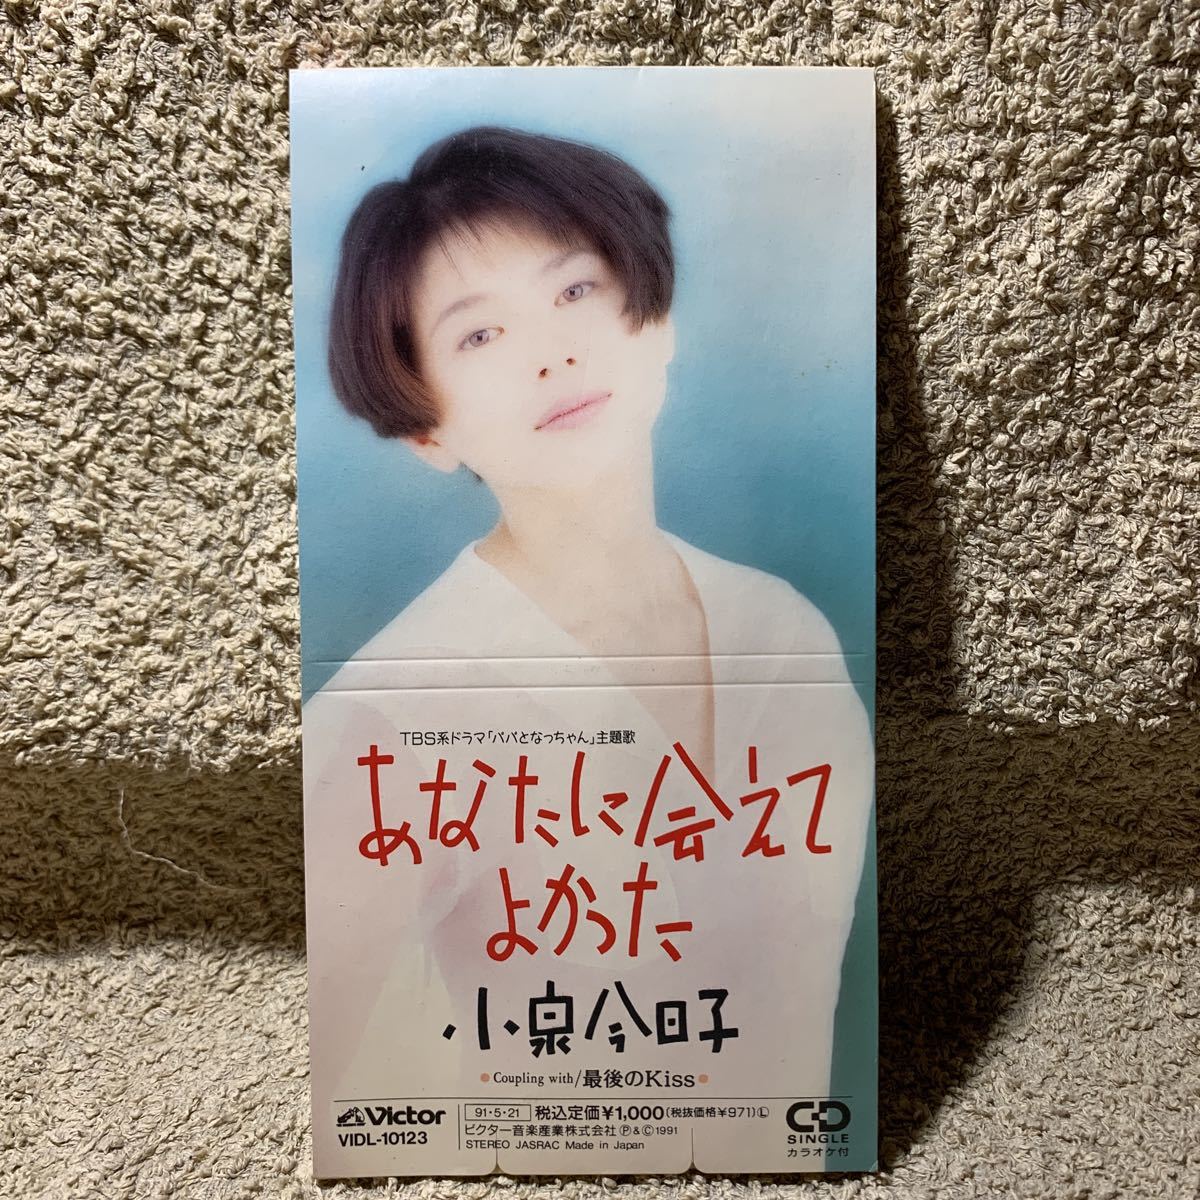 TBS系ドラマ「パパとなっちゃん」主題歌
あなたに会えて
よかった
小泉今日子
Coupling with/最後のKiss
Victor
VIDL-10123
91・5・21 税込定価¥1,000(税抜価格¥971)Ⓛ
ビクター音楽産業株式会社 Ⓟ&Ⓒ1991
STEREO JASRAC Made in Japan
CD
SINGLE
カラオケ付